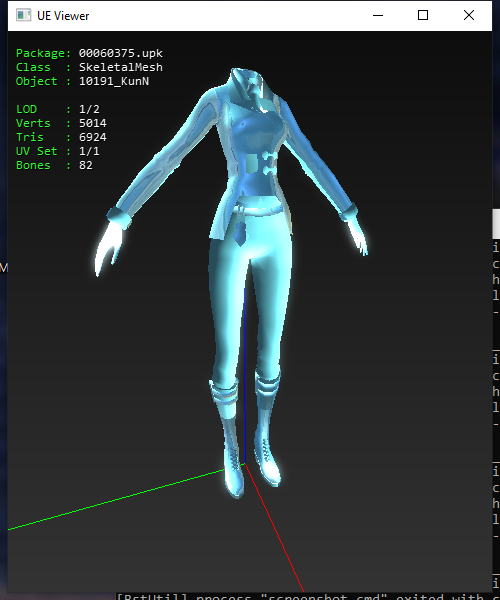 UE Viewer
Package: 00060375.upk
Class : SkeletalMesh
Object : 10191_KunN
LOD : 1/2
Verts : 5014
Tris : 6924
UV Set : 1/1
Bones : 82
M
i
c
h
l
-
i
c
h
l
-
i
c
h
l
-
i
[RstUtil] process "screenshot.cmd" exited with c